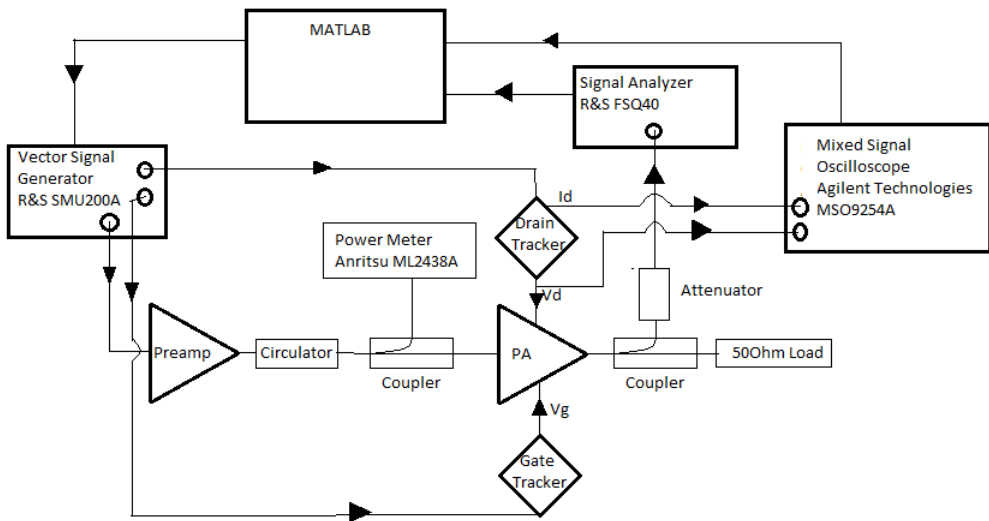 MATLAB
Signal Analyzer
R&S FSQ40
Vector Signal
Generator
R&S SMU200A
Mixed Signal
Oscilloscope
Agilent Technologies
MSO9254A
Id
Drain
Tracker
Power Meter
Anritsu ML2438A
Vd
Attenuator
Preamp
Circulator
Coupler
PA
Coupler
50Ohm Load
Vg
Gate
Tracker